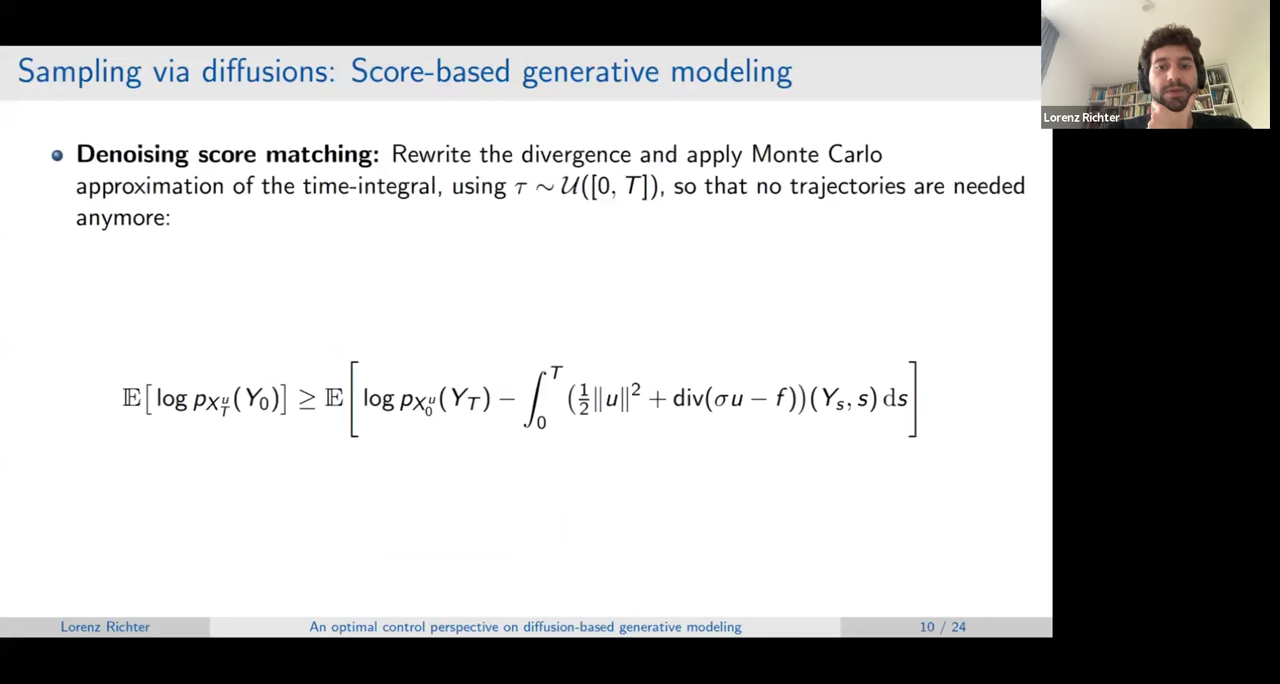 Sampling via diffusions: Score-based generative modeling
Lorenz Richter
Denoising score matching: Rewrite the divergence and apply Monte Carlo
approximation of the time-integral, using τ ∼ 𝒰([0, T]), so that no trajectories are needed
anymore:
𝔼[log p_{X_T^u}(Y_0)] ≥ 𝔼[log p_{X_0^u}(Y_T) − ∫_0^T (½‖u‖² + div(σu − f))(Y_s, s) ds]
Lorenz Richter An optimal control perspective on diffusion-based generative modeling 10 / 24